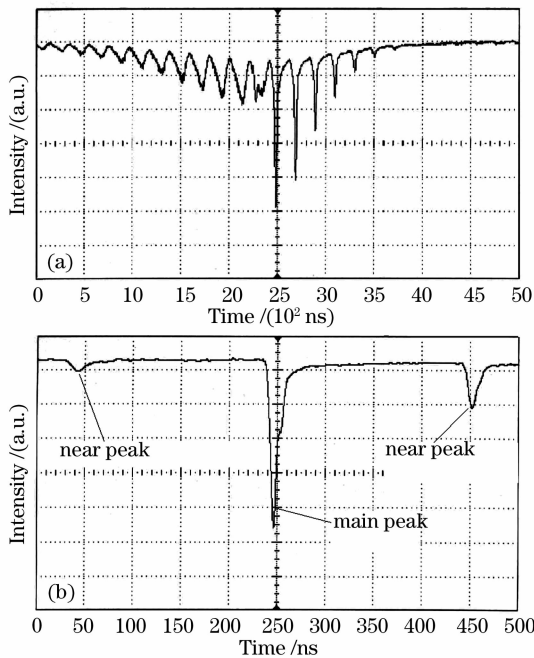 (a)
Intensity /(a.u.)
0 5 10 15 20 25 30 35 40 45 50
Time /(10² ns)
(b)
Intensity /(a.u.)
near peak
near peak
main peak
0 50 100 150 200 250 300 350 400 450 500
Time /ns